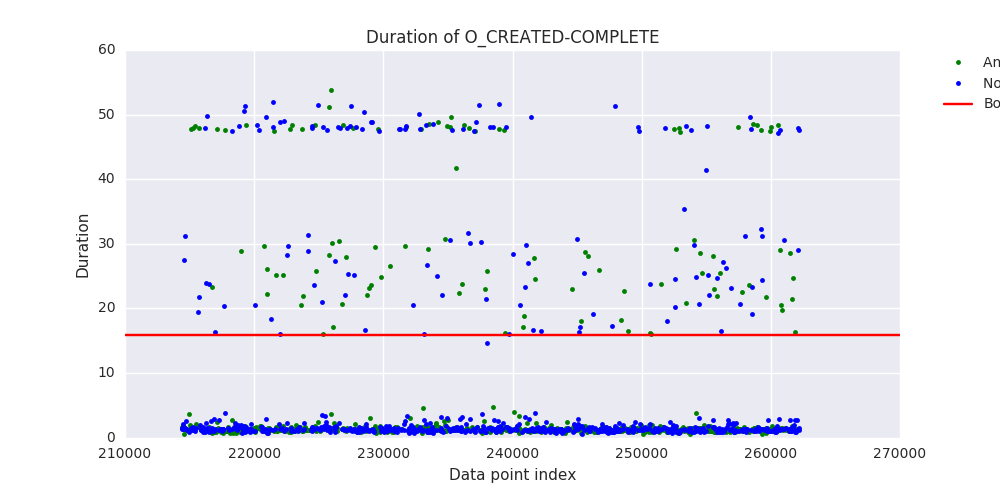 Duration of O_CREATED-COMPLETE
60
50
40
30
20
10
0
Duration
210000 220000 230000 240000 250000 260000 270000
Data point index
An
No
Bo